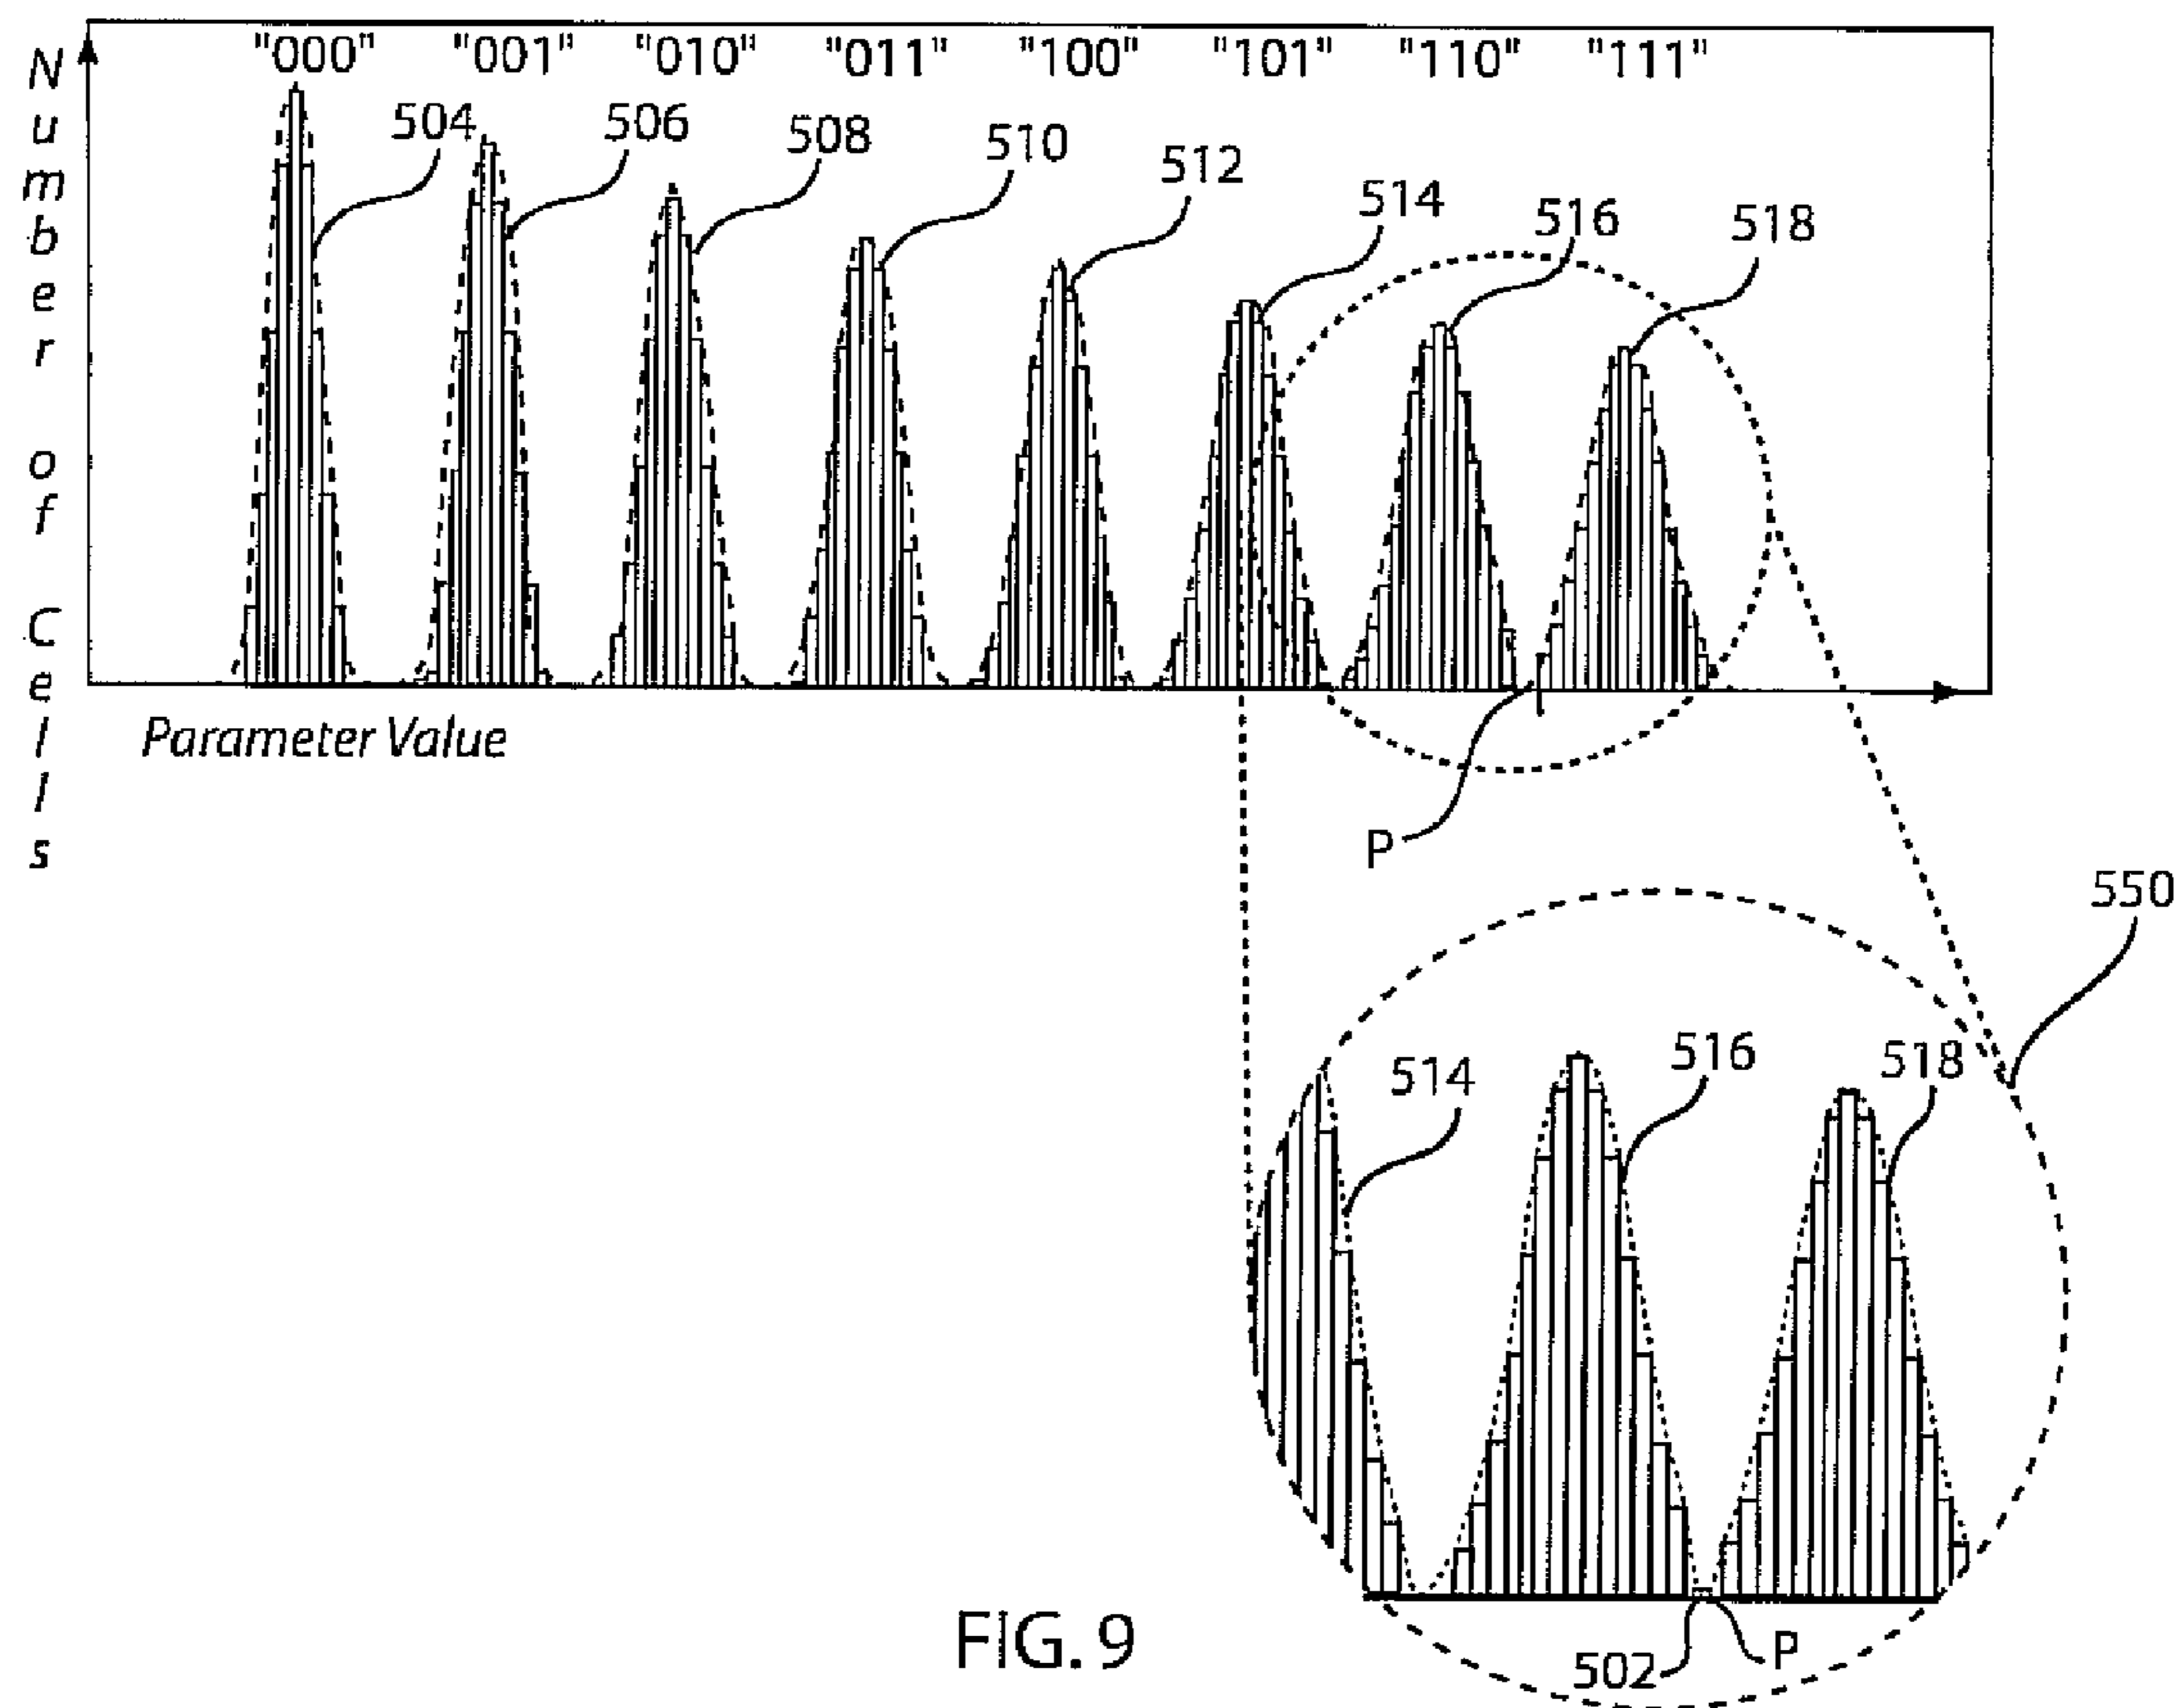 "000" "001" "010" "011" "100" "101" "110" "111"
Number of Cells
504
506
508
510
512
514
516
518
Parameter Value
P
550
514
516
518
502
P
FIG. 9